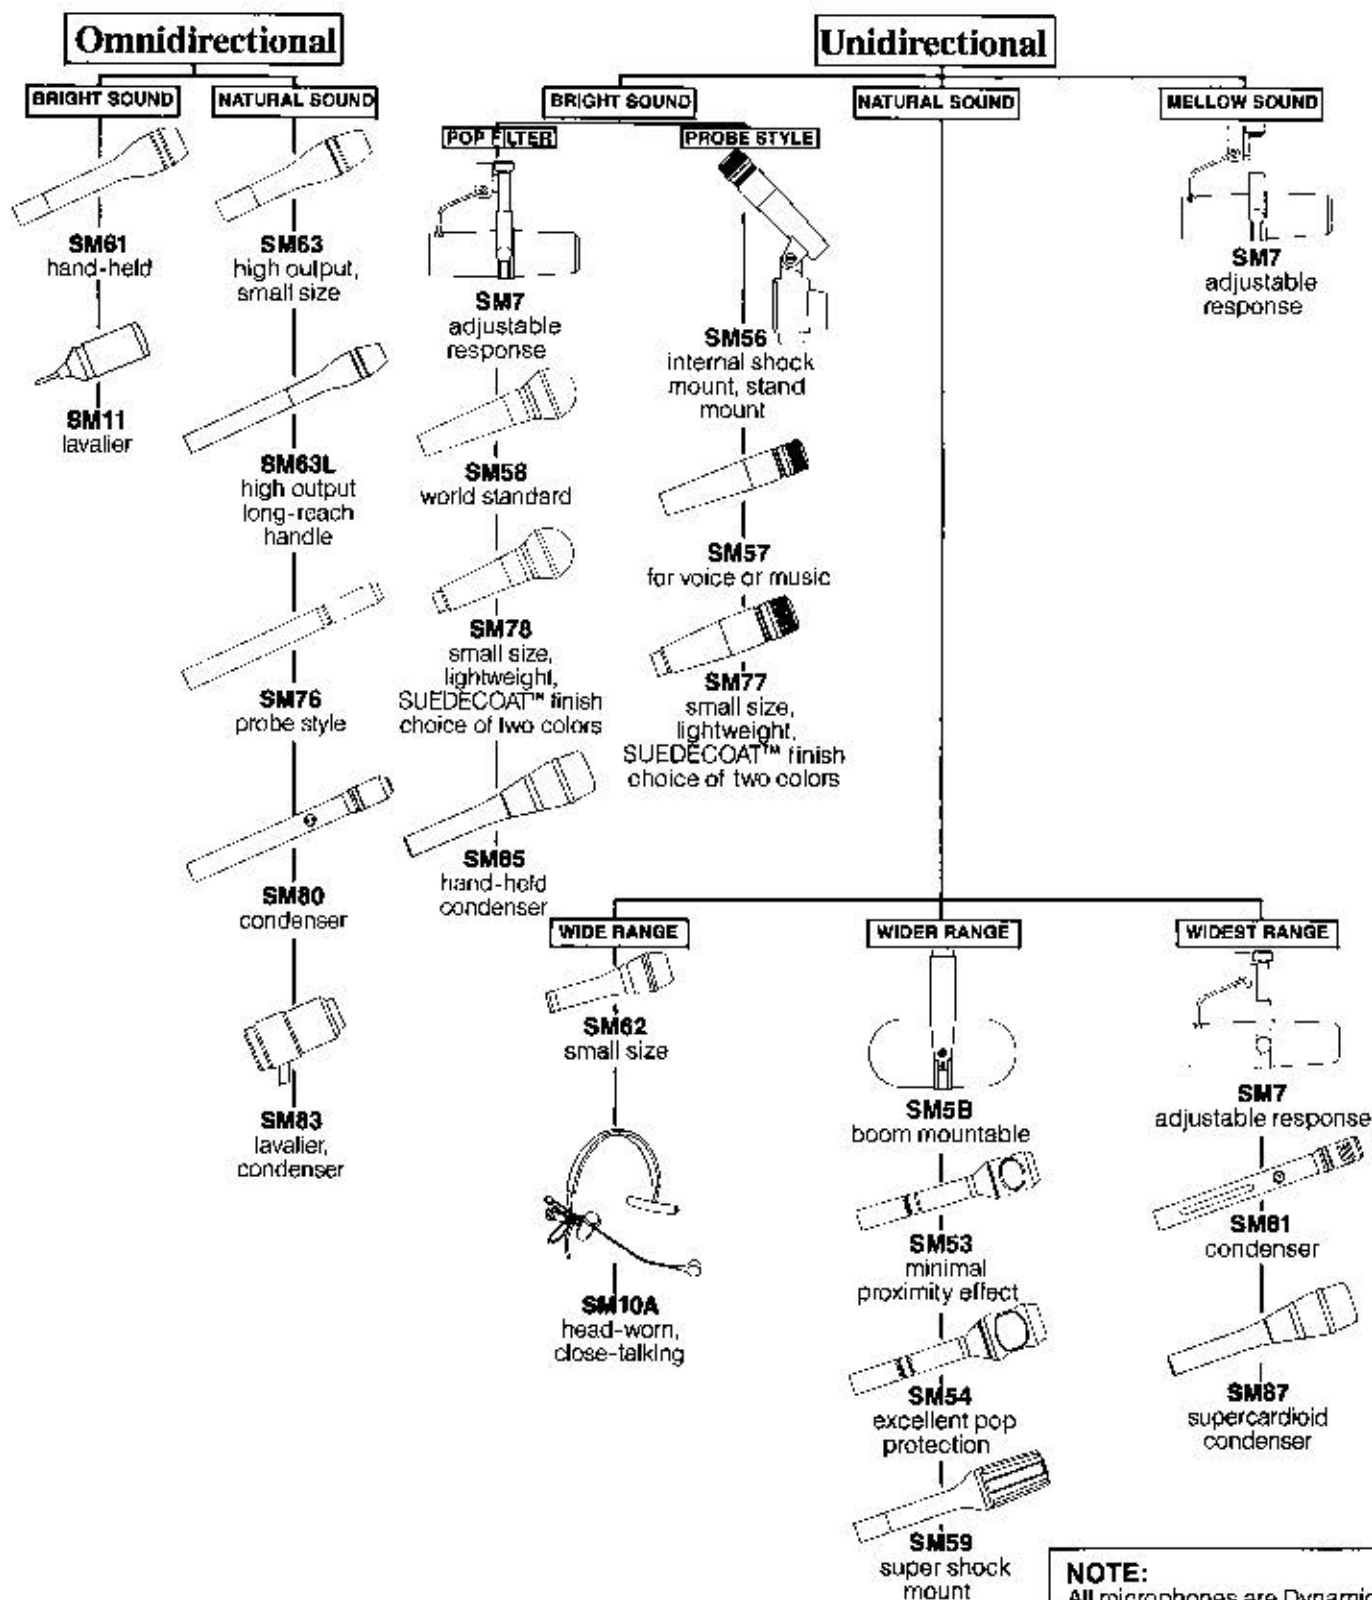 Omnidirectional
BRIGHT SOUND
SM61
hand-held
SM11
lavalier
NATURAL SOUND
SM63
high output,
small size
SM63L
high output
long-reach
handle
SM76
probe style
SM80
condenser
SM83
lavalier,
condenser
Unidirectional
BRIGHT SOUND
POP FILTER
SM7
adjustable
response
SM58
world standard
SM78
small size,
lightweight,
SUEDECOAT™ finish
choice of two colors
SM85
hand-held
condenser
PROBE STYLE
SM56
internal shock
mount, stand
mount
SM57
for voice or music
SM77
small size,
lightweight,
SUEDECOAT™ finish
choice of two colors
NATURAL SOUND
WIDE RANGE
SM62
small size
SM10A
head-worn,
close-talking
WIDER RANGE
SM5B
boom mountable
SM53
minimal
proximity effect
SM54
excellent pop
protection
SM59
super shock
mount
WIDEST RANGE
SM7
adjustable response
SM81
condenser
SM87
supercardioid
condenser
MELLOW SOUND
SM7
adjustable
response
NOTE:
All microphones are Dynamic